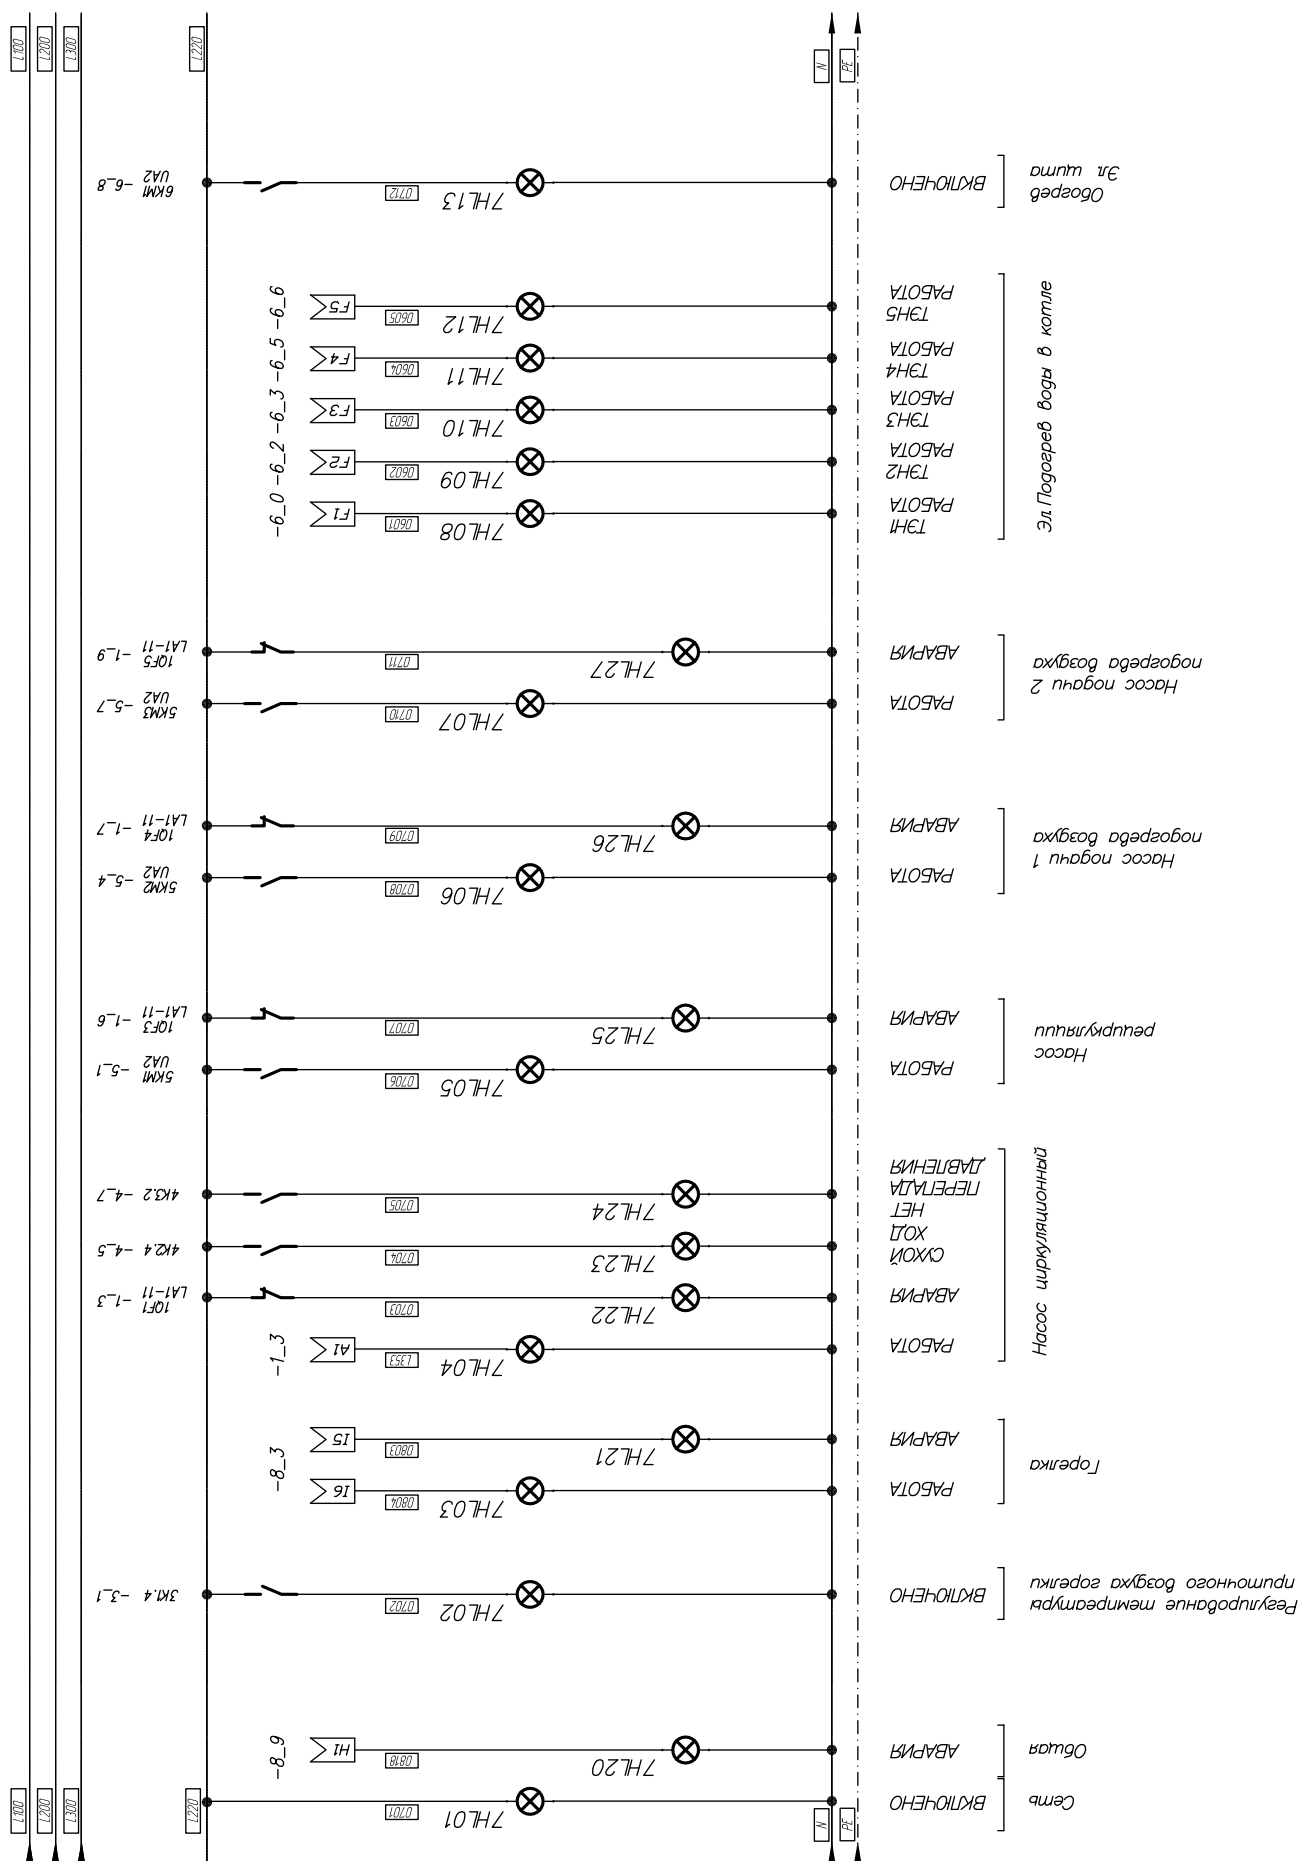 L100
L200
L300
L220
N
PE
Сеть
ВКЛЮЧЕНО
7HL01
0701
Общая
АВАРИЯ
7HL20
0818
H1
-8_9
Регулирование темпреатуры
приточного воздуха горелки
ВКЛЮЧЕНО
7HL02
0702
3K1.4 -3_1
Горелка
РАБОТА
7HL03
0804
I6
АВАРИЯ
7HL21
0803
I5
-8_3
Насос циркуляционный
РАБОТА
7HL04
L353
A1
-1_3
АВАРИЯ
7HL22
0703
1QF1
LA1-11 -1_3
СУХОЙ
ХОД
7HL23
0704
4K2.4 -4_5
НЕТ
ПЕРЕПАДА
ДАВЛЕНИЯ
7HL24
0705
4K3.2 -4_7
Насос
рециркуляции
РАБОТА
7HL05
0706
5KM1
UA2 -5_1
АВАРИЯ
7HL25
0707
1QF3
LA1-11 -1_6
Насос подачи 1
подогрева воздуха
РАБОТА
7HL06
0708
5KM2
UA2 -5_4
АВАРИЯ
7HL26
0709
1QF4
LA1-11 -1_7
Насос подачи 2
подогрева воздуха
РАБОТА
7HL07
0710
5KM3
UA2 -5_7
АВАРИЯ
7HL27
0711
1QF5
LA1-11 -1_9
Эл.Подогрев воды в котле
ТЭН1
РАБОТА
7HL08
0601
F1
-6_0
ТЭН2
РАБОТА
7HL09
0602
F2
-6_2
ТЭН3
РАБОТА
7HL10
0603
F3
-6_3
ТЭН4
РАБОТА
7HL11
0604
F4
-6_5
ТЭН5
РАБОТА
7HL12
0605
F5
-6_6
Обогрев
Эл. щита
ВКЛЮЧЕНО
7HL13
0712
6KM1
UA2 -6_8
L100
L200
L300
L220
N
PE